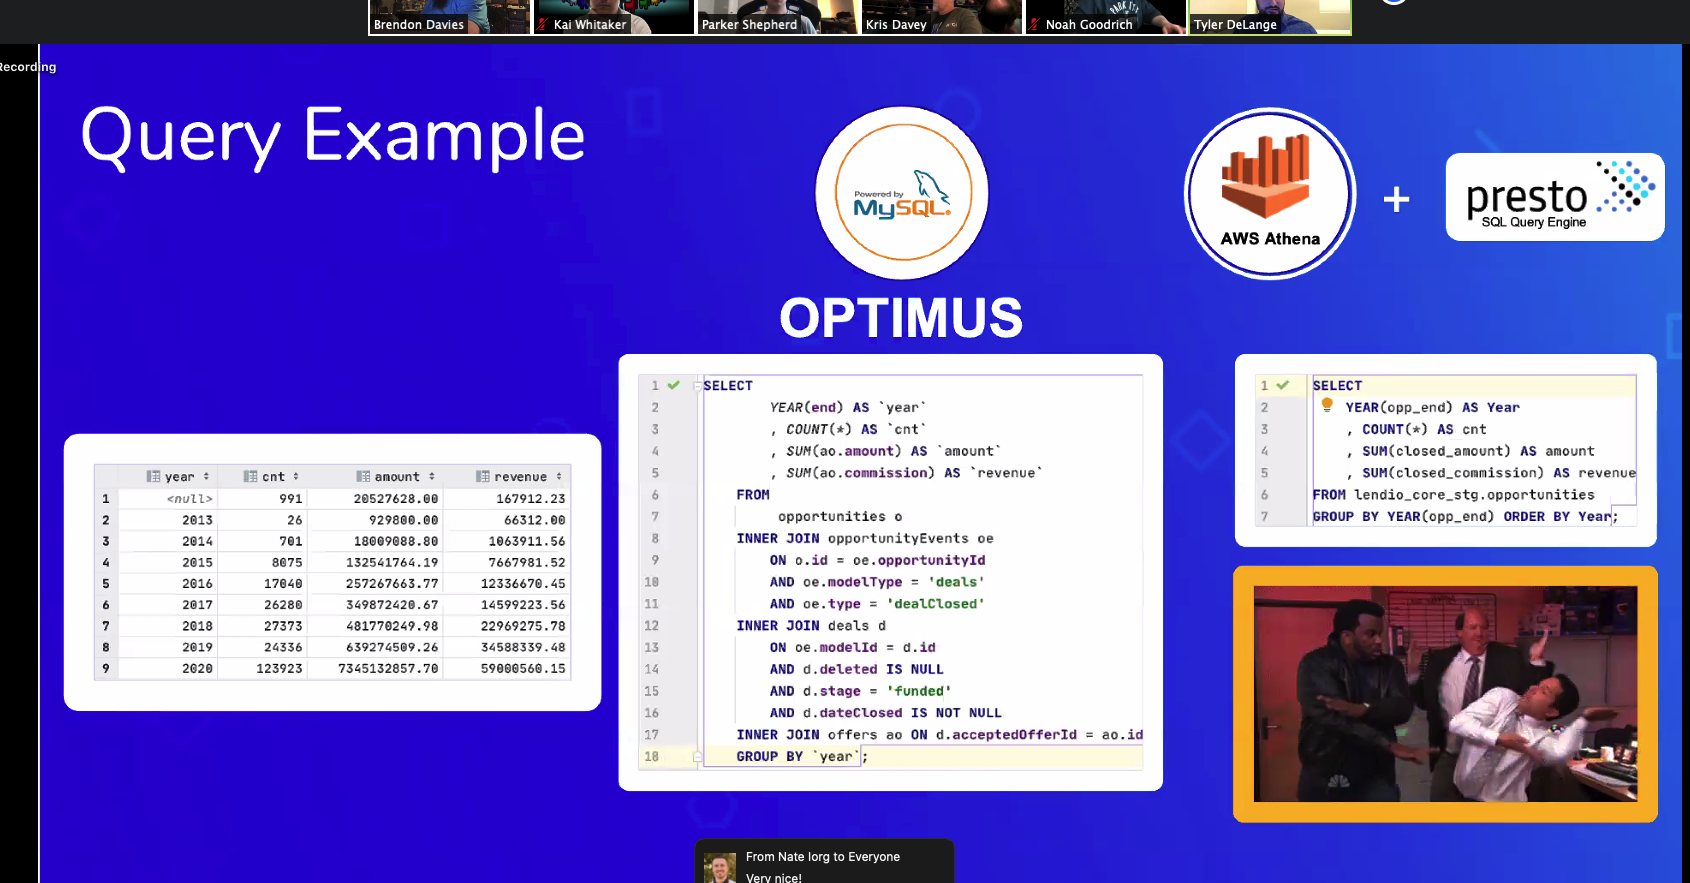 Brendon Davies
Kai Whitaker
Parker Shepherd
Kris Davey
Noah Goodrich
Tyler DeLange
Recording
Query Example
Powered by
MySQL®
OPTIMUS
AWS Athena
+
presto
SQL Query Engine
year cnt amount revenue
1 <null> 991 20527628.00 167912.23
2 2013 26 929800.00 66312.00
3 2014 701 18009088.80 1063911.56
4 2015 8075 132541764.19 7667981.52
5 2016 17040 257267663.77 12336670.45
6 2017 26280 349872420.67 14599223.56
7 2018 27373 481770249.98 22969275.78
8 2019 24336 639274509.26 34588339.48
9 2020 123923 7345132857.70 59000560.15
1 SELECT
2 YEAR(end) AS `year`
3 , COUNT(*) AS `cnt`
4 , SUM(ao.amount) AS `amount`
5 , SUM(ao.commission) AS `revenue`
6 FROM
7 opportunities o
8 INNER JOIN opportunityEvents oe
9 ON o.id = oe.opportunityId
10 AND oe.modelType = 'deals'
11 AND oe.type = 'dealClosed'
12 INNER JOIN deals d
13 ON oe.modelId = d.id
14 AND d.deleted IS NULL
15 AND d.stage = 'funded'
16 AND d.dateClosed IS NOT NULL
17 INNER JOIN offers ao ON d.acceptedOfferId = ao.id
18 GROUP BY `year`;
1 SELECT
2 YEAR(opp_end) AS Year
3 , COUNT(*) AS cnt
4 , SUM(closed_amount) AS amount
5 , SUM(closed_commission) AS revenue
6 FROM lendio_core_stg.opportunities
7 GROUP BY YEAR(opp_end) ORDER BY Year;
From Nate Iorg to Everyone
Very nice!